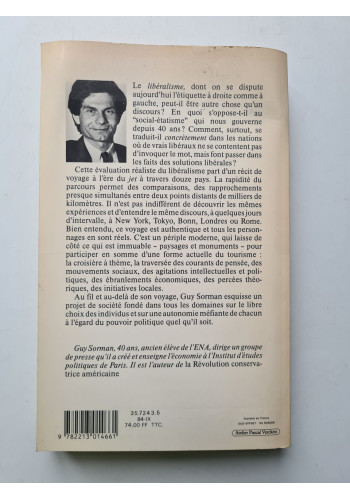 Le libéralisme, dont on se dispute
aujourd'hui l'étiquette à droite comme à
gauche, peut-il être autre chose qu'un
discours ? En quoi s'oppose-t-il au
"social-étatisme" qui nous gouverne
depuis 40 ans ? Comment, surtout, se
traduit-il concrètement dans les nations
où de vrais libéraux ne se contentent pas
d'invoquer le mot, mais font passer dans
les faits des solutions libérales ?
Cette évaluation réaliste du libéralisme part d'un récit de
voyage à l'ère du jet à travers douze pays. La rapidité du
parcours permet des comparaisons, des rapprochements
presque simultanés entre deux points distants de milliers de
kilomètres. Il n'est pas indifférent de découvrir les mêmes
expériences et d'entendre le même discours, à quelques jours
d'intervalle, à New York, Tokyo, Bonn, Londres ou Rome.
Bien entendu, ce voyage est authentique et tous les personnages
en sont réels. C'est un périple moderne, qui laisse de
côté ce qui est immuable – paysages et monuments – pour
participer en somme d'une forme actuelle du tourisme :
la croisière à thème, la traversée des courants de pensée, des
mouvements sociaux, des agitations intellectuelles et politiques,
des ébranlements économiques, des percées théoriques,
des initiatives locales.
Au fil et au-delà de son voyage, Guy Sorman esquisse un
projet de société fondé dans tous les domaines sur le libre
choix des individus et sur une autonomie méfiante de chacun
à l'égard du pouvoir politique quel qu'il soit.
Guy Sorman, 40 ans, ancien élève de l'ENA, dirige un groupe
de presse qu'il a créé et enseigne l'économie à l'Institut d'études
politiques de Paris. Il est l'auteur de la Révolution conservatrice
américaine
35.7243.5
84-IX
74,00 FF TTC.
9 782213 014661
Atelier Pascal Vercken